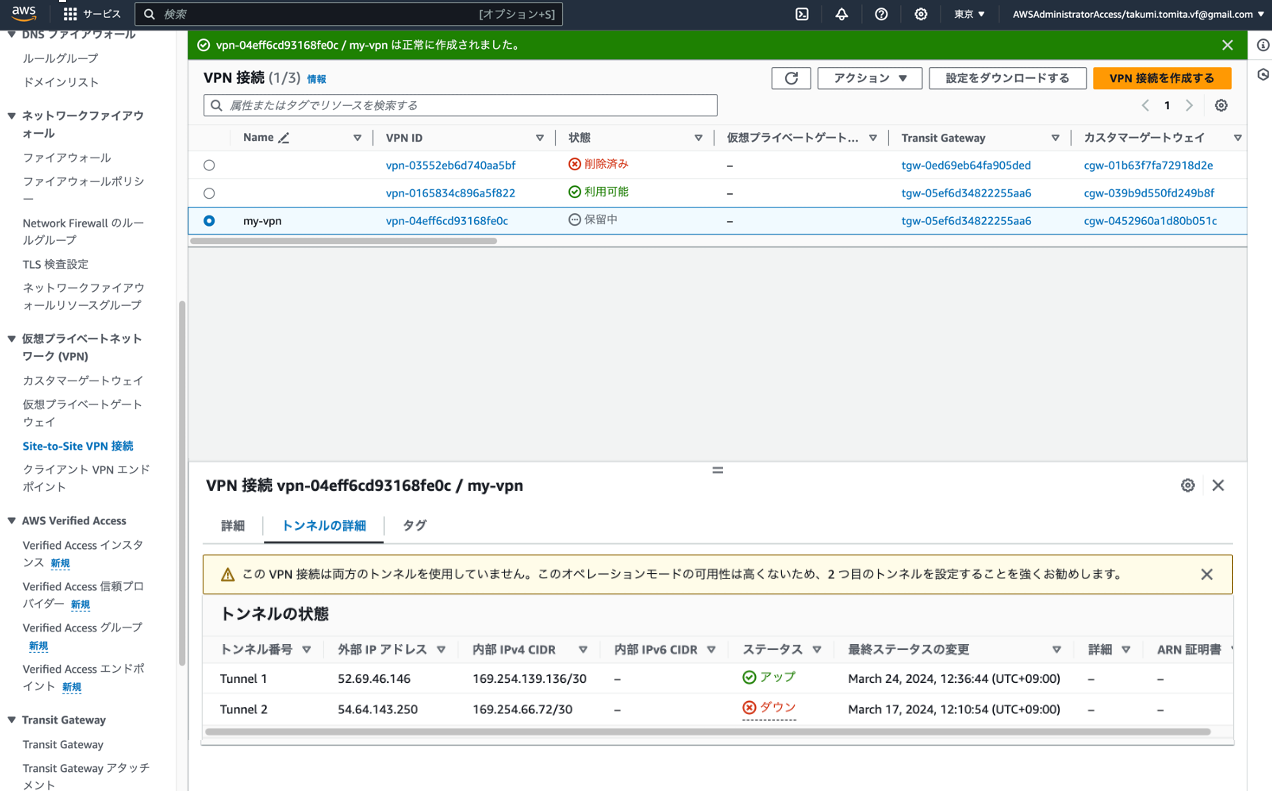 aws
サービス
検索
[オプション+S]
東京 ▼
AWSAdministratorAccess/takumi.tomita.vf@gmail.com ▼
DNS ファイアウォール
ルールグループ
ドメインリスト
ネットワークファイアウ
ォール
ファイアウォール
ファイアウォールポリシ
ー
Network Firewall のルー
ルグループ
TLS 検査設定
ネットワークファイアウ
ォールリソースグループ
仮想プライベートネット
ワーク (VPN)
カスタマーゲートウェイ
仮想プライベートゲート
ウェイ
Site-to-Site VPN 接続
クライアント VPN エンド
ポイント
AWS Verified Access
Verified Access インスタ
ンス 新規
Verified Access 信頼プロ
バイダー 新規
Verified Access グループ
新規
Verified Access エンドポ
イント 新規
Transit Gateway
Transit Gateway
Transit Gateway アタッチ
メント
vpn-04eff6cd93168fe0c / my-vpn は正常に作成されました。
VPN 接続 (1/3) 情報
アクション ▼
設定をダウンロードする
VPN 接続を作成する
属性またはタグでリソースを検索する
1
Name VPN ID 状態 仮想プライベートゲート... Transit Gateway カスタマーゲートウェイ
vpn-03552eb6d740aa5bf 削除済み – tgw-0ed69eb64fa905ded cgw-01b63f7fa72918d2e
vpn-0165834c896a5f822 利用可能 – tgw-05ef6d34822255aa6 cgw-039b9d550fd249b8f
my-vpn vpn-04eff6cd93168fe0c 保留中 – tgw-05ef6d34822255aa6 cgw-0452960a1d80b051c
VPN 接続 vpn-04eff6cd93168fe0c / my-vpn
詳細 トンネルの詳細 タグ
この VPN 接続は両方のトンネルを使用していません。このオペレーションモードの可用性は高くないため、2 つ目のトンネルを設定することを強くお勧めします。
トンネルの状態
トンネル番号 外部 IP アドレス 内部 IPv4 CIDR 内部 IPv6 CIDR ステータス 最終ステータスの変更 詳細 ARN 証明書
Tunnel 1 52.69.46.146 169.254.139.136/30 – アップ March 24, 2024, 12:36:44 (UTC+09:00) – –
Tunnel 2 54.64.143.250 169.254.66.72/30 – ダウン March 17, 2024, 12:10:54 (UTC+09:00) – –